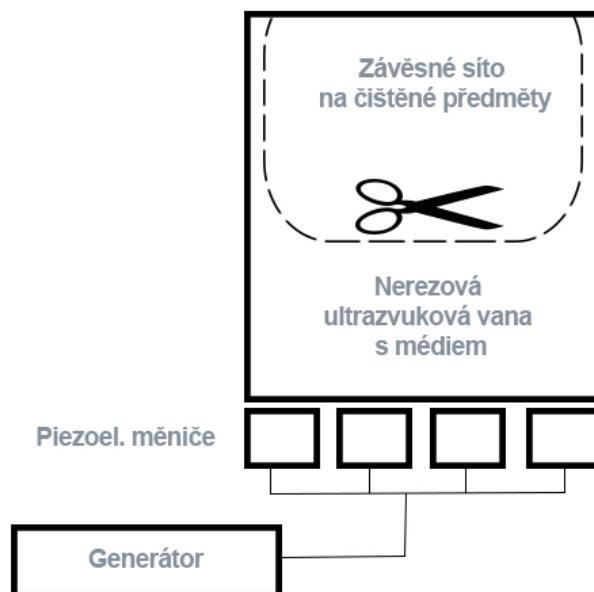 Závěsné síto
na čištěné předměty
Nerezová
ultrazvuková vana
s médiem
Piezoel. měniče
Generátor